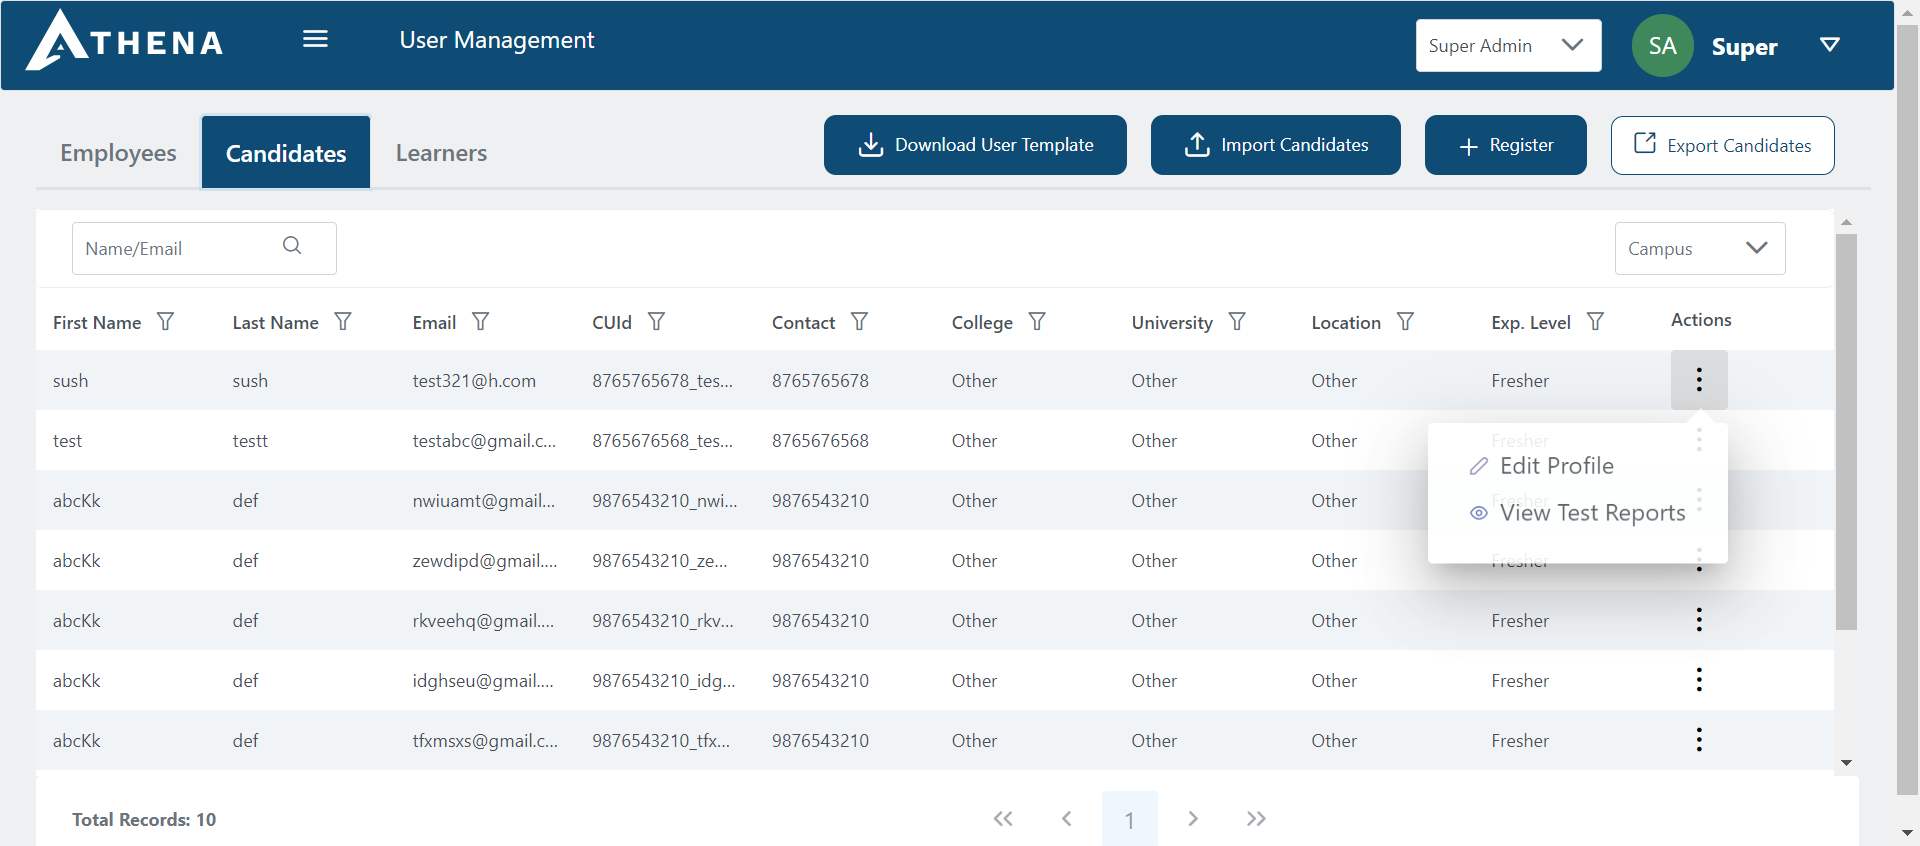 ATHENA User Management Super Admin SA Super
Employees Candidates Learners Download User Template Import Candidates + Register Export Candidates
Name/Email Campus
First Name Last Name Email CUId Contact College University Location Exp. Level Actions
sush sush test321@h.com 8765765678_tes... 8765765678 Other Other Other Fresher
test testt testabc@gmail.c... 8765676568_tes... 8765676568 Other Other Other Fresher
Edit Profile
abcKk def nwiuamt@gmail... 9876543210_nwi... 9876543210 Other Other Other Fresher
View Test Reports
abcKk def zewdipd@gmail.... 9876543210_ze... 9876543210 Other Other Other Fresher
abcKk def rkveehq@gmail.... 9876543210_rkv... 9876543210 Other Other Other Fresher
abcKk def idghseu@gmail.... 9876543210_idg... 9876543210 Other Other Other Fresher
abcKk def tfxmsxs@gmail.c... 9876543210_tfx... 9876543210 Other Other Other Fresher
Total Records: 10 << < 1 > >>